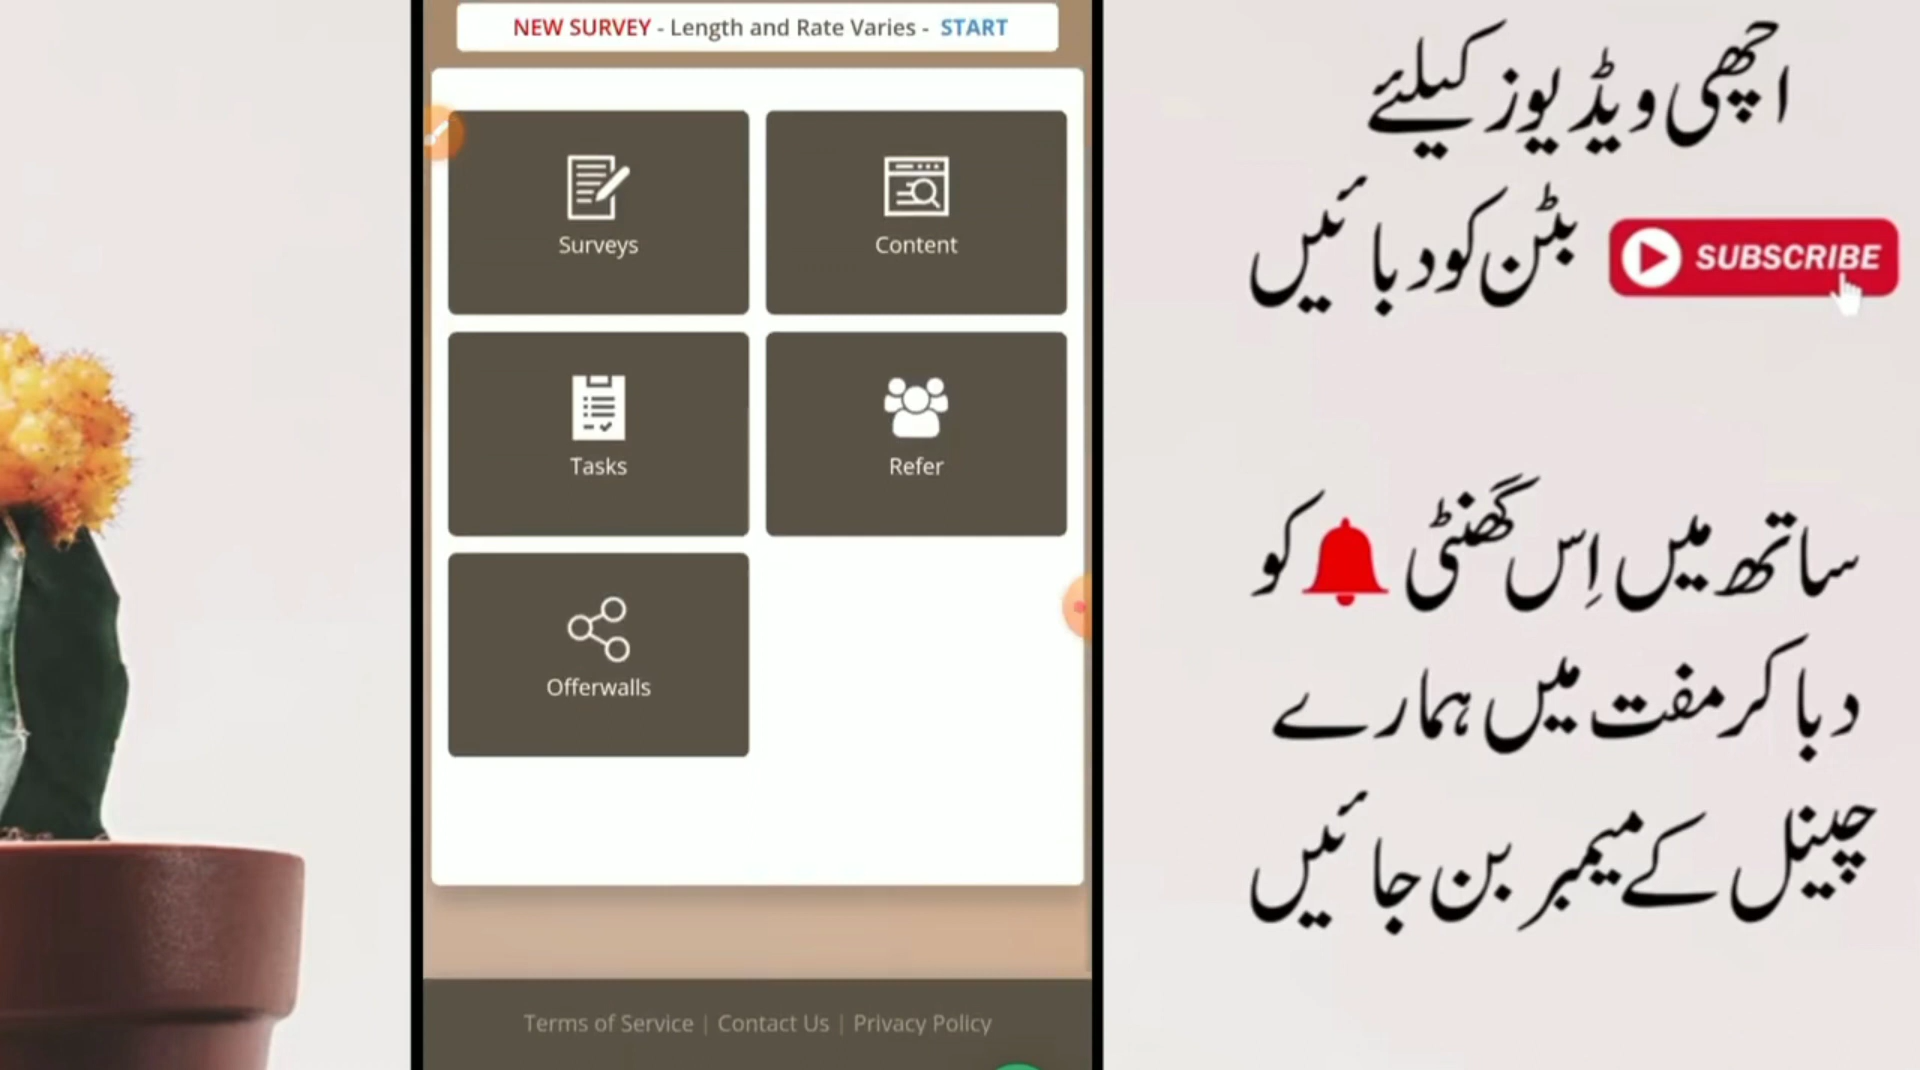 NEW SURVEY - Length and Rate Varies - START
Surveys
Content
Tasks
Refer
Offerwalls
Terms of Service | Contact Us | Privacy Policy
اچھی ویڈیوز کیلئے
بٹن کو دبائیں SUBSCRIBE
ساتھ میں اِس گھنٹی کو
دبا کر مفت میں ہمارے
چینل کے میمبر بن جائیں